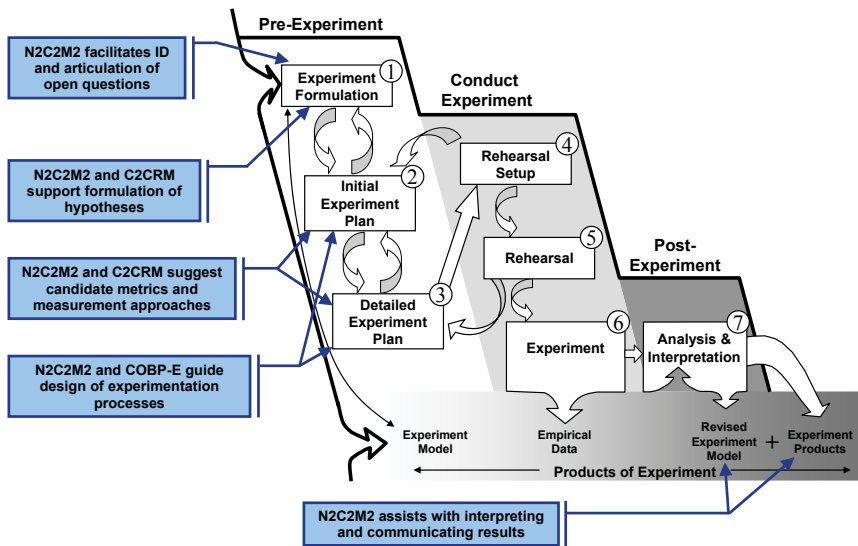 Pre-Experiment
N2C2M2 facilitates ID
and articulation of
open questions
1
Experiment
Formulation
Conduct
Experiment
N2C2M2 and C2CRM
support formulation of
hypotheses
2
Initial
Experiment
Plan
4
Rehearsal
Setup
5
Rehearsal
Post-
Experiment
N2C2M2 and C2CRM suggest
candidate metrics and
measurement approaches
3
Detailed
Experiment
Plan
6
Experiment
7
Analysis &
Interpretation
N2C2M2 and COBP-E guide
design of experimentation
processes
Experiment
Model
Empirical
Data
Revised
Experiment
Model
+
Experiment
Products
Products of Experiment
N2C2M2 assists with interpreting
and communicating results